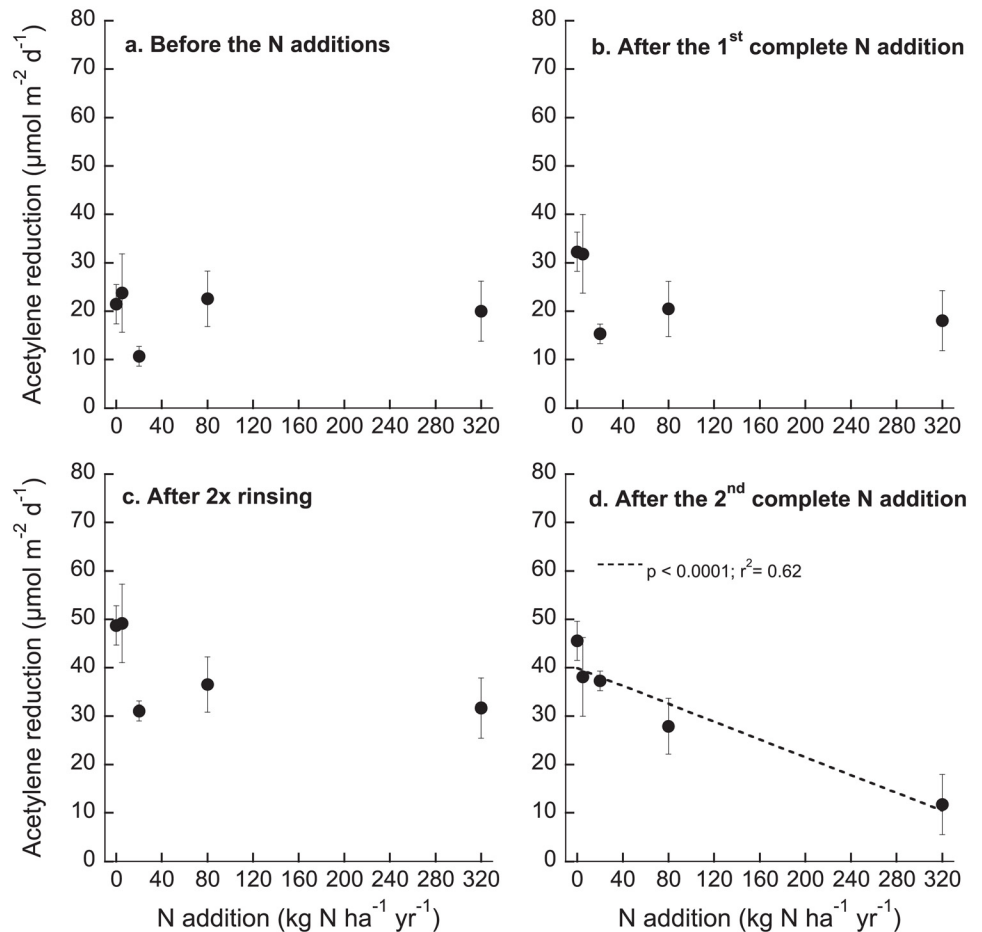 a. Before the N additions
80
70
60
50
40
30
20
10
0
0 40 80 120 160 200 240 280 320
Acetylene reduction (µmol m⁻² d⁻¹)
b. After the 1ˢᵗ complete N addition
80
70
60
50
40
30
20
10
0
0 40 80 120 160 200 240 280 320
c. After 2x rinsing
80
70
60
50
40
30
20
10
0
0 40 80 120 160 200 240 280 320
Acetylene reduction (µmol m⁻² d⁻¹)
N addition (kg N ha⁻¹ yr⁻¹)
d. After the 2ⁿᵈ complete N addition
p < 0.0001; r²= 0.62
80
70
60
50
40
30
20
10
0
0 40 80 120 160 200 240 280 320
N addition (kg N ha⁻¹ yr⁻¹)